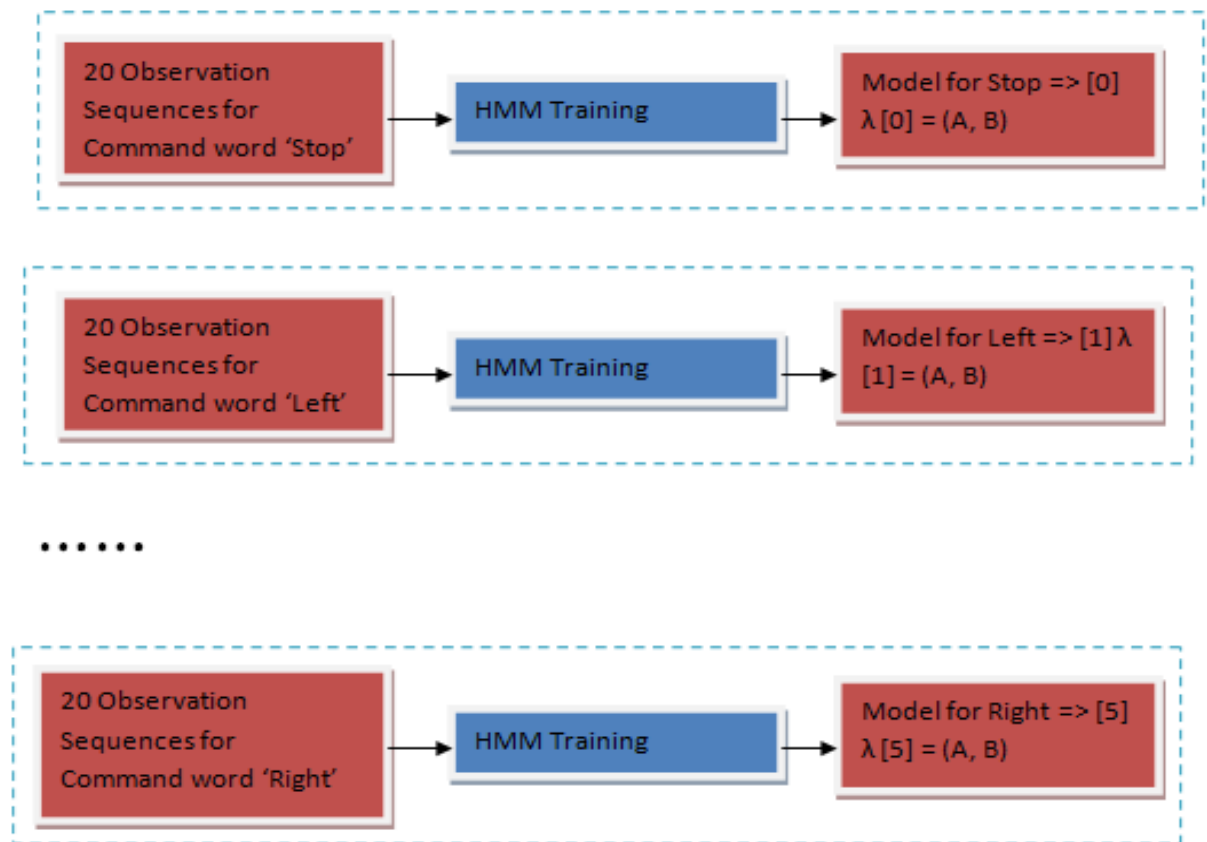 20 Observation
Sequences for
Command word ‘Stop’
HMM Training
Model for Stop => [0]
λ [0] = (A, B)
20 Observation
Sequences for
Command word ‘Left’
HMM Training
Model for Left => [1] λ
[1] = (A, B)
......
20 Observation
Sequences for
Command word ‘Right’
HMM Training
Model for Right => [5]
λ [5] = (A, B)